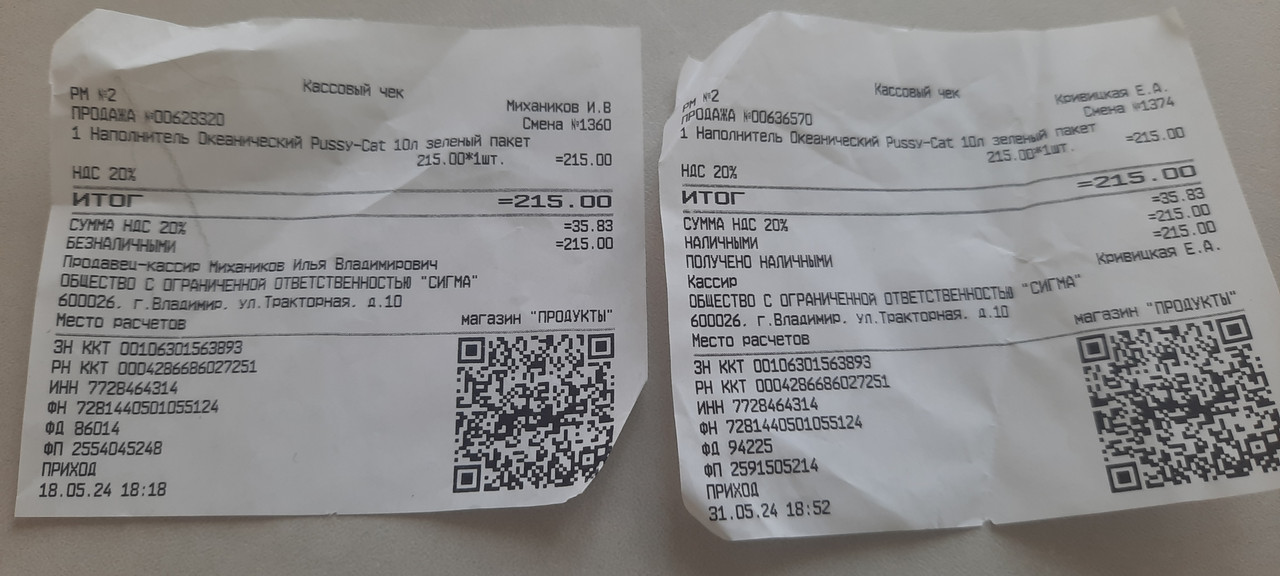 Кассовый чек
РМ №2
Михаников И.В
ПРОДАЖА №00628320
Смена №1360
1 Наполнитель Океанический Pussy-Cat 10л зеленый пакет
215.00*1шт. =215.00
НДС 20%
ИТОГ =215.00
СУММА НДС 20% =35.83
БЕЗНАЛИЧНЫМИ =215.00
Продавец-кассир Михаников Илья Владимирович
ОБЩЕСТВО С ОГРАНИЧЕННОЙ ОТВЕТСТВЕННОСТЬЮ "СИГМА"
600026. г.Владимир. ул.Тракторная. д.10
Место расчетов магазин "ПРОДУКТЫ"
ЗН ККТ 00106301563893
РН ККТ 0004286686027251
ИНН 7728464314
ФН 7281440501055124
ФД 86014
ФП 2554045248
ПРИХОД
18.05.24 18:18
Кассовый чек
РМ №2
Кривицкая Е.А.
ПРОДАЖА №00636570
Смена №1374
1 Наполнитель Океанический Pussy-Cat 10л зеленый пакет
215.00*1шт. =215.00
НДС 20%
ИТОГ =215.00
СУММА НДС 20% =35.83
НАЛИЧНЫМИ =215.00
ПОЛУЧЕНО НАЛИЧНЫМИ =215.00
Кассир Кривицкая Е.А.
ОБЩЕСТВО С ОГРАНИЧЕННОЙ ОТВЕТСТВЕННОСТЬЮ "СИГМА"
600026. г.Владимир. ул.Тракторная. д.10
Место расчетов магазин "ПРОДУКТЫ"
ЗН ККТ 00106301563893
РН ККТ 0004286686027251
ИНН 7728464314
ФН 7281440501055124
ФД 94225
ФП 2591505214
ПРИХОД
31.05.24 18:52